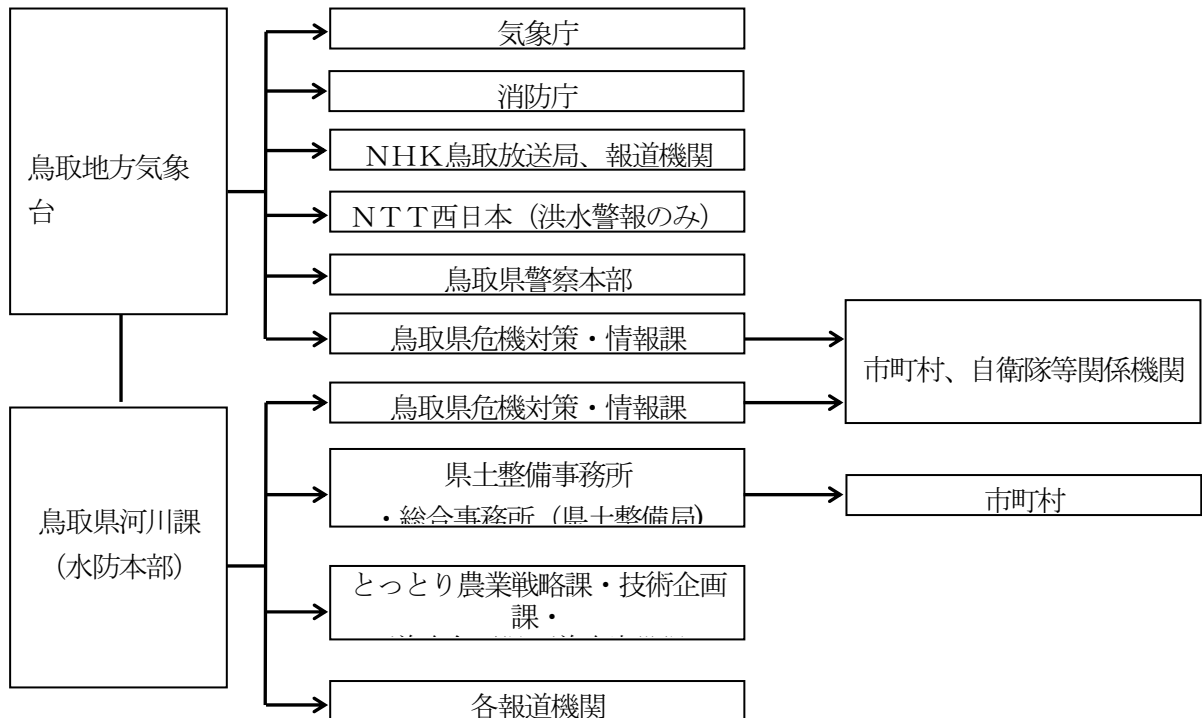 気象庁
消防庁
ＮＨＫ鳥取放送局、報道機関
ＮＴＴ西日本（洪水警報のみ）
鳥取県警察本部
鳥取県危機対策・情報課
鳥取地方気象
台
市町村、自衛隊等関係機関
鳥取県危機対策・情報課
県土整備事務所
・総合事務所（県土整備局）
市町村
とっとり農業戦略課・技術企画
課・
各報道機関
鳥取県河川課
（水防本部）